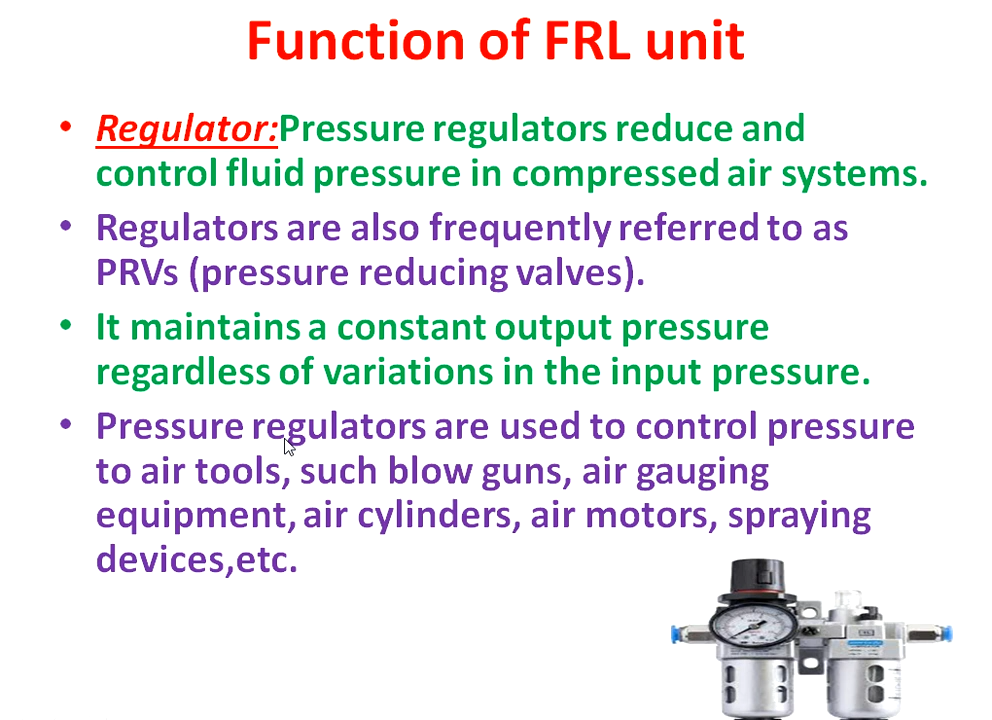 Function of FRL unit
• Regulator:Pressure regulators reduce and
control fluid pressure in compressed air systems.
• Regulators are also frequently referred to as
PRVs (pressure reducing valves).
• It maintains a constant output pressure
regardless of variations in the input pressure.
• Pressure regulators are used to control pressure
to air tools, such blow guns, air gauging
equipment, air cylinders, air motors, spraying
devices,etc.